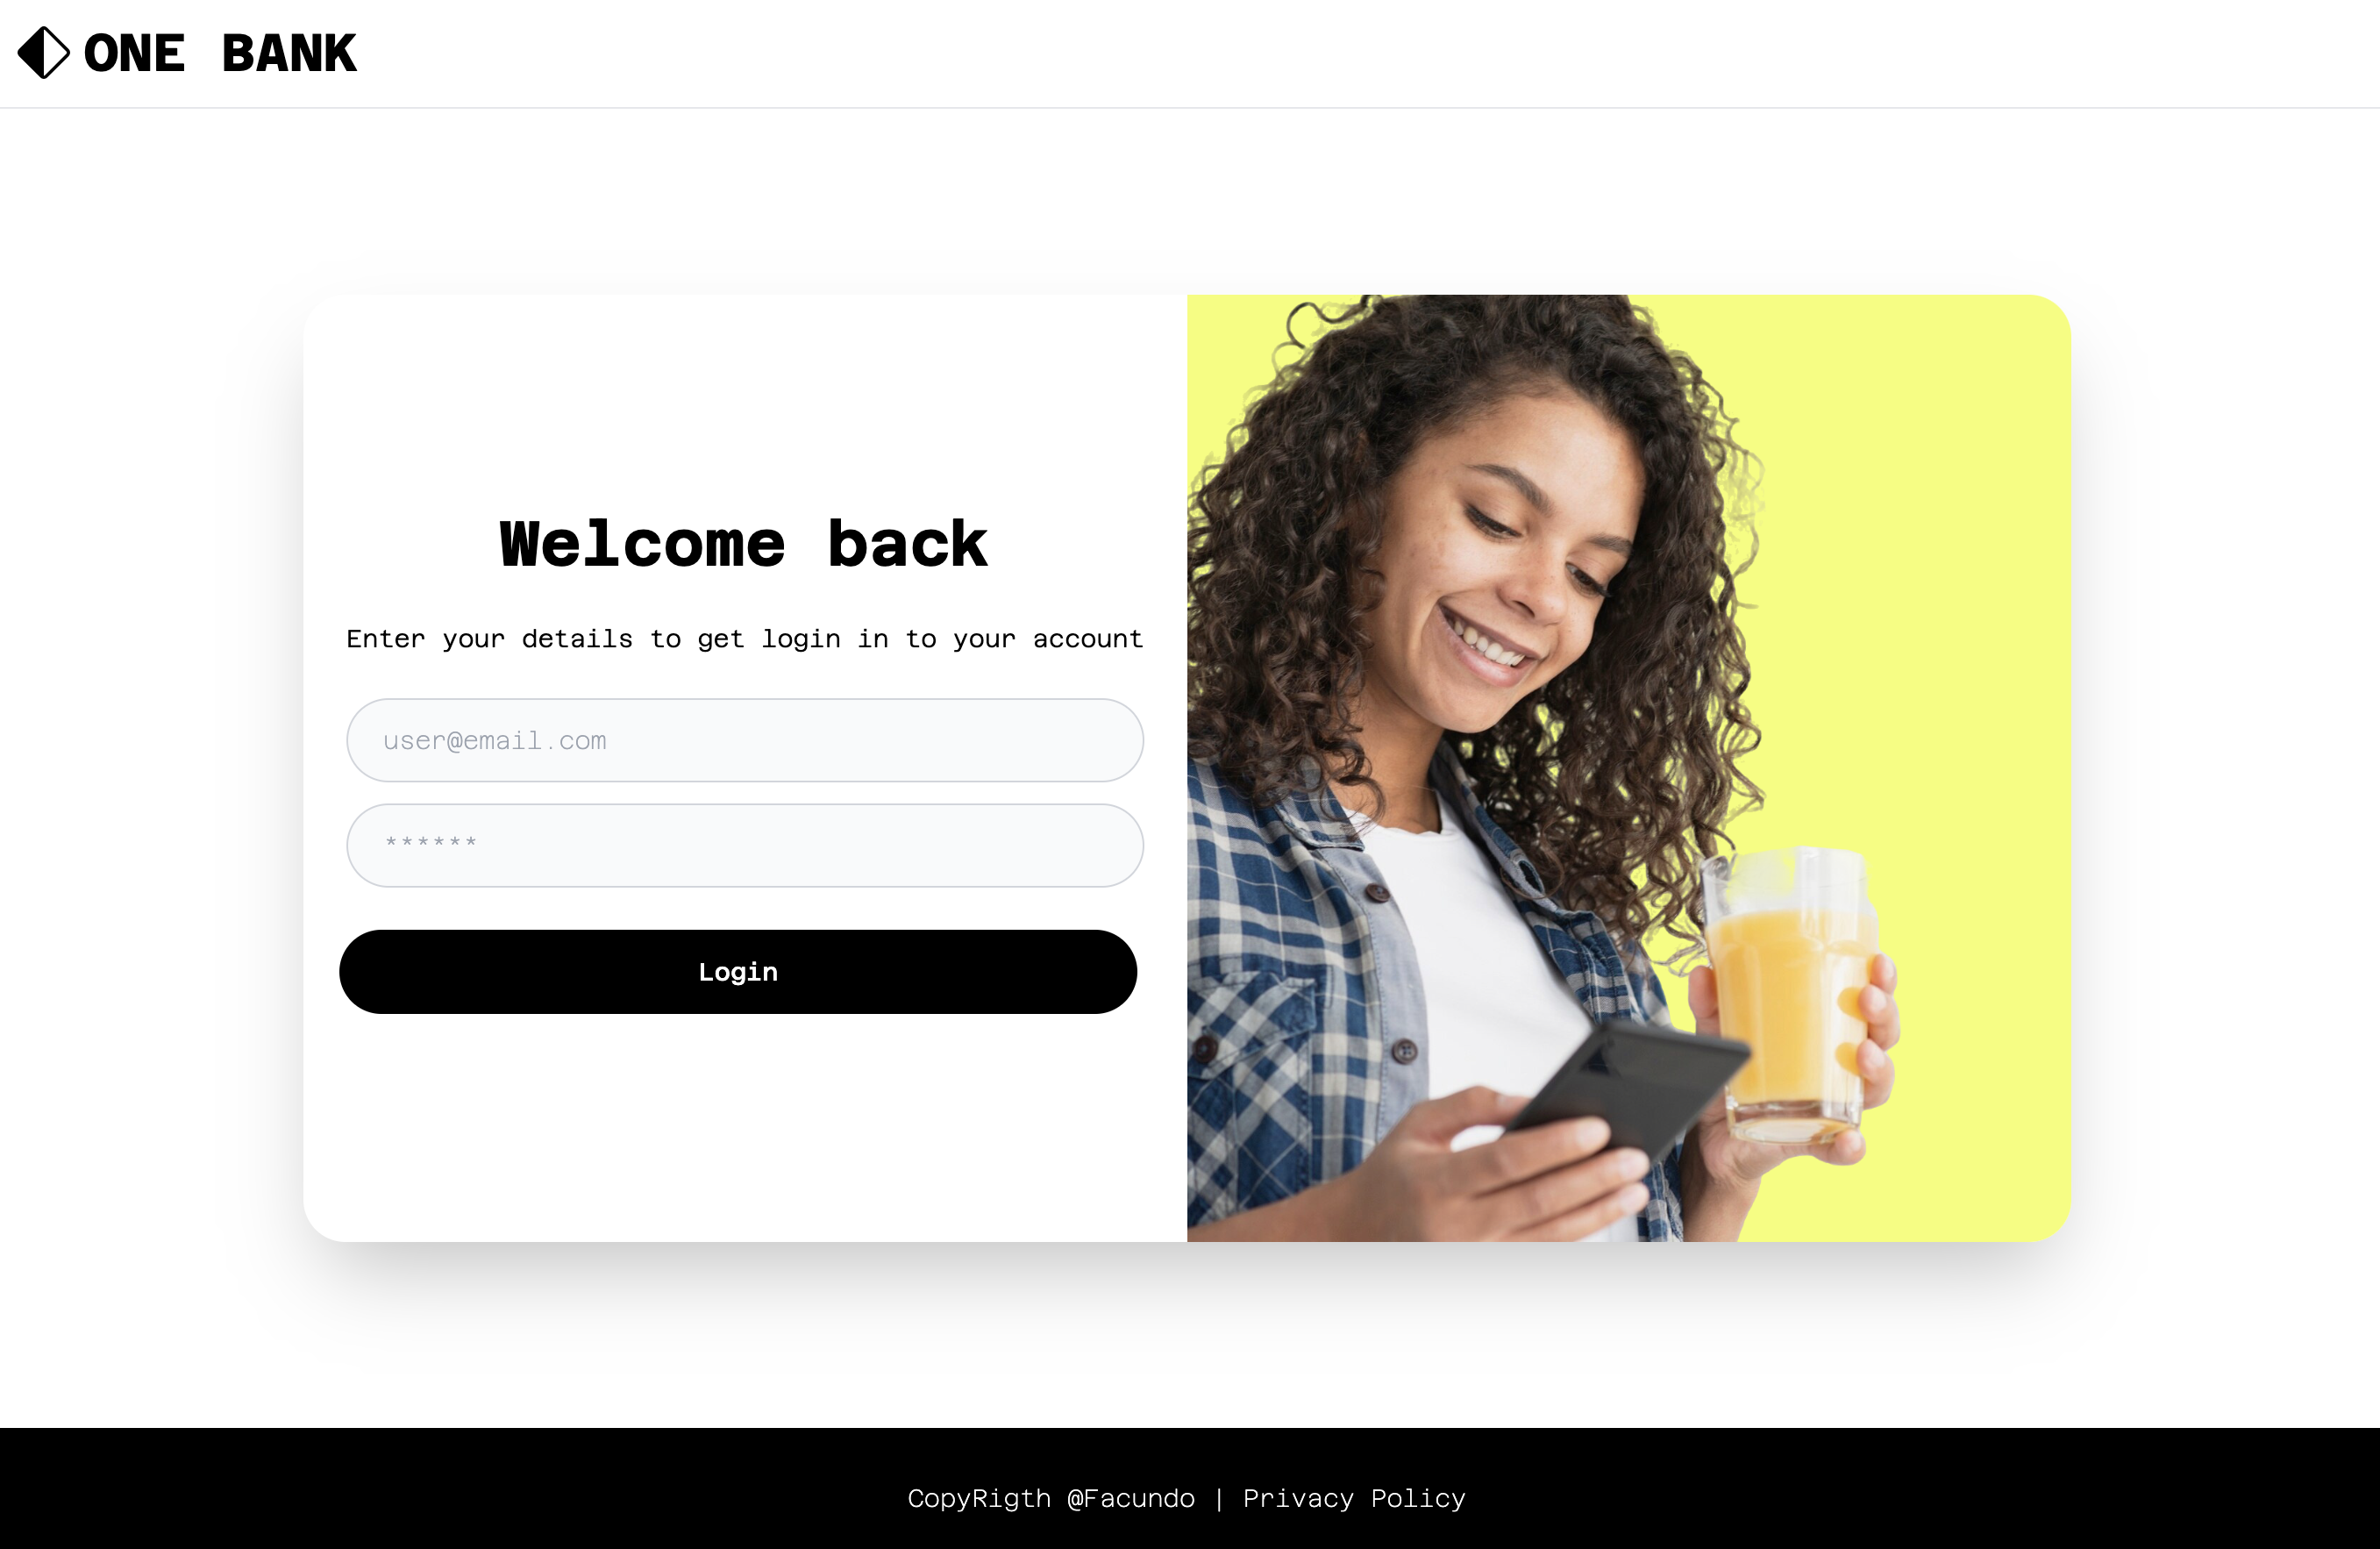 ONE BANK
Welcome back
Enter your details to get login in to your account
user@email.com
******
Login
CopyRigth @Facundo | Privacy Policy